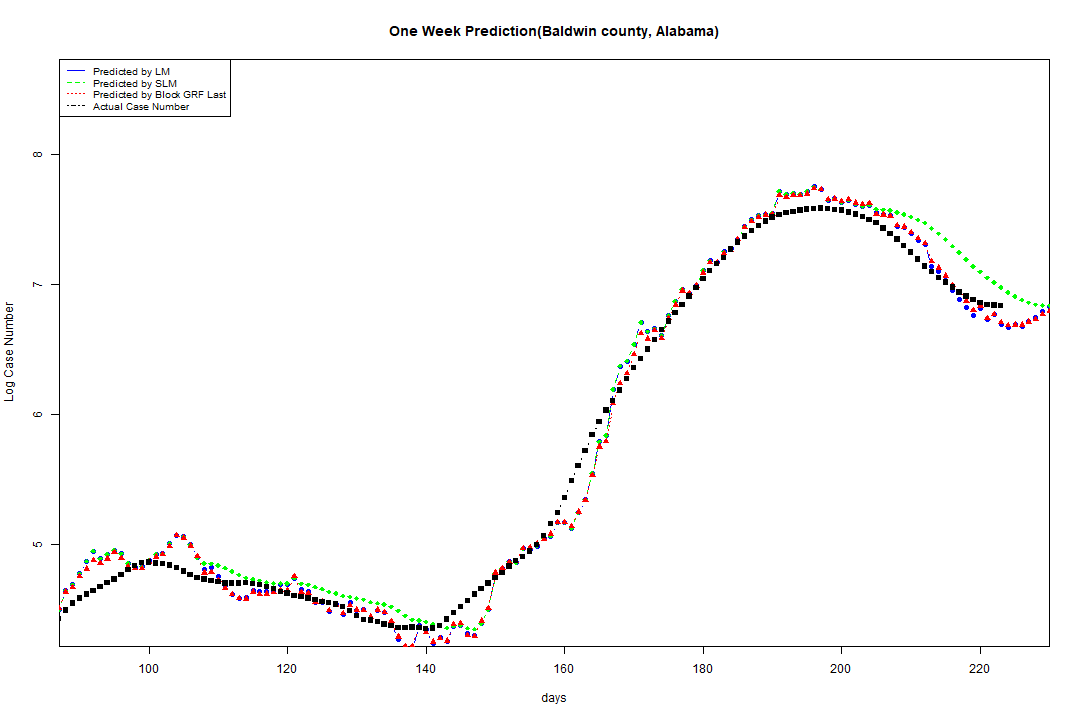 One Week Prediction(Baldwin county, Alabama)
Predicted by LM
Predicted by SLM
Predicted by Block GRF Last
Actual Case Number
Log Case Number
8
7
6
5
100 120 140 160 180 200 220
days